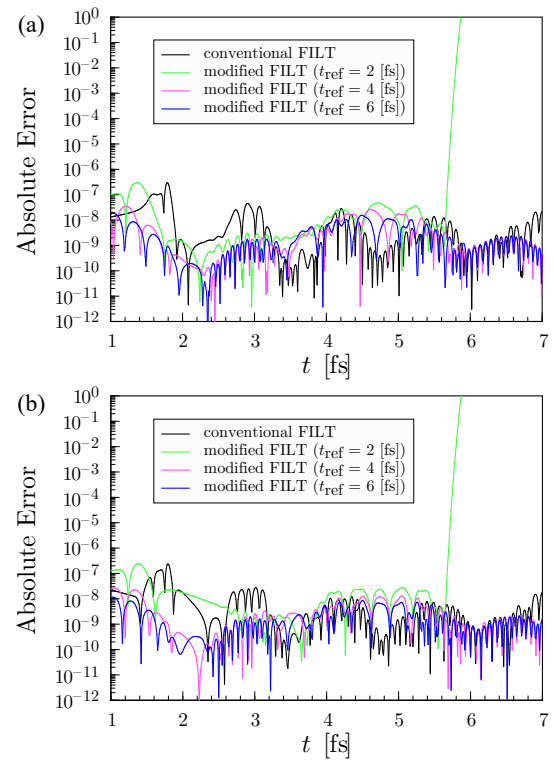 (a)
Absolute Error
10⁰
10⁻¹
10⁻²
10⁻³
10⁻⁴
10⁻⁵
10⁻⁶
10⁻⁷
10⁻⁸
10⁻⁹
10⁻¹⁰
10⁻¹¹
10⁻¹²
conventional FILT
modified FILT (t_ref = 2 [fs])
modified FILT (t_ref = 4 [fs])
modified FILT (t_ref = 6 [fs])
1 2 3 4 5 6 7
t [fs]
(b)
Absolute Error
10⁰
10⁻¹
10⁻²
10⁻³
10⁻⁴
10⁻⁵
10⁻⁶
10⁻⁷
10⁻⁸
10⁻⁹
10⁻¹⁰
10⁻¹¹
10⁻¹²
conventional FILT
modified FILT (t_ref = 2 [fs])
modified FILT (t_ref = 4 [fs])
modified FILT (t_ref = 6 [fs])
1 2 3 4 5 6 7
t [fs]